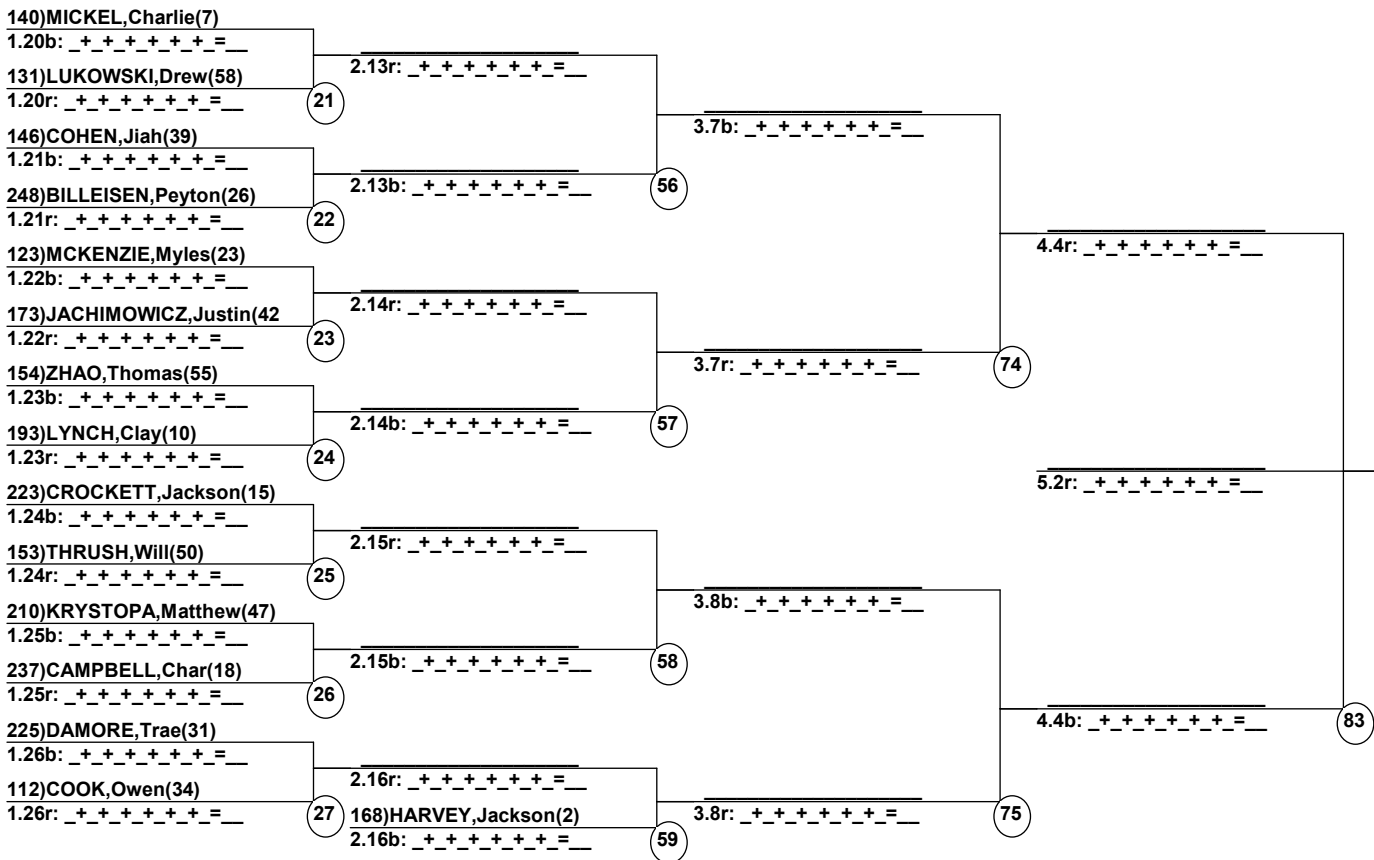 140)MICKEL,Charlie(7)
1.20b: _+_+_+_+_+_=__
131)LUKOWSKI,Drew(58)
1.20r: _+_+_+_+_+_=__
21
146)COHEN,Jiah(39)
1.21b: _+_+_+_+_+_=__
248)BILLEISEN,Peyton(26)
1.21r: _+_+_+_+_+_=__
22
123)MCKENZIE,Myles(23)
1.22b: _+_+_+_+_+_=__
173)JACHIMOWICZ,Justin(42
1.22r: _+_+_+_+_+_=__
23
154)ZHAO,Thomas(55)
1.23b: _+_+_+_+_+_=__
193)LYNCH,Clay(10)
1.23r: _+_+_+_+_+_=__
24
223)CROCKETT,Jackson(15)
1.24b: _+_+_+_+_+_=__
153)THRUSH,Will(50)
1.24r: _+_+_+_+_+_=__
25
210)KRYSTOPA,Matthew(47)
1.25b: _+_+_+_+_+_=__
237)CAMPBELL,Char(18)
1.25r: _+_+_+_+_+_=__
26
225)DAMORE,Trae(31)
1.26b: _+_+_+_+_+_=__
112)COOK,Owen(34)
1.26r: _+_+_+_+_+_=__
27
2.13r: _+_+_+_+_+_=__
2.13b: _+_+_+_+_+_=__
56
2.14r: _+_+_+_+_+_=__
2.14b: _+_+_+_+_+_=__
57
2.15r: _+_+_+_+_+_=__
2.15b: _+_+_+_+_+_=__
58
2.16r: _+_+_+_+_+_=__
168)HARVEY,Jackson(2)
2.16b: _+_+_+_+_+_=__
59
3.7b: _+_+_+_+_+_=__
3.7r: _+_+_+_+_+_=__
74
3.8b: _+_+_+_+_+_=__
3.8r: _+_+_+_+_+_=__
75
4.4r: _+_+_+_+_+_=__
4.4b: _+_+_+_+_+_=__
83
5.2r: _+_+_+_+_+_=__